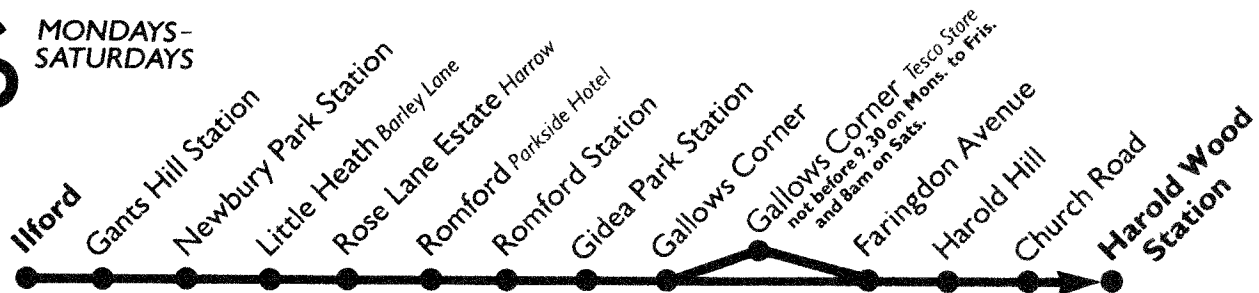 MONDAYS-
SATURDAYS
Ilford
Gants Hill Station
Newbury Park Station
Little Heath Barley Lane
Rose Lane Estate Harrow
Romford Parkside Hotel
Romford Station
Gidea Park Station
Gallows Corner
Gallows Corner Tesco Store
not before 9.30 on Mons. to Fris.
and 8am on Sats.
Faringdon Avenue
Harold Hill
Church Road
Harold Wood
Station